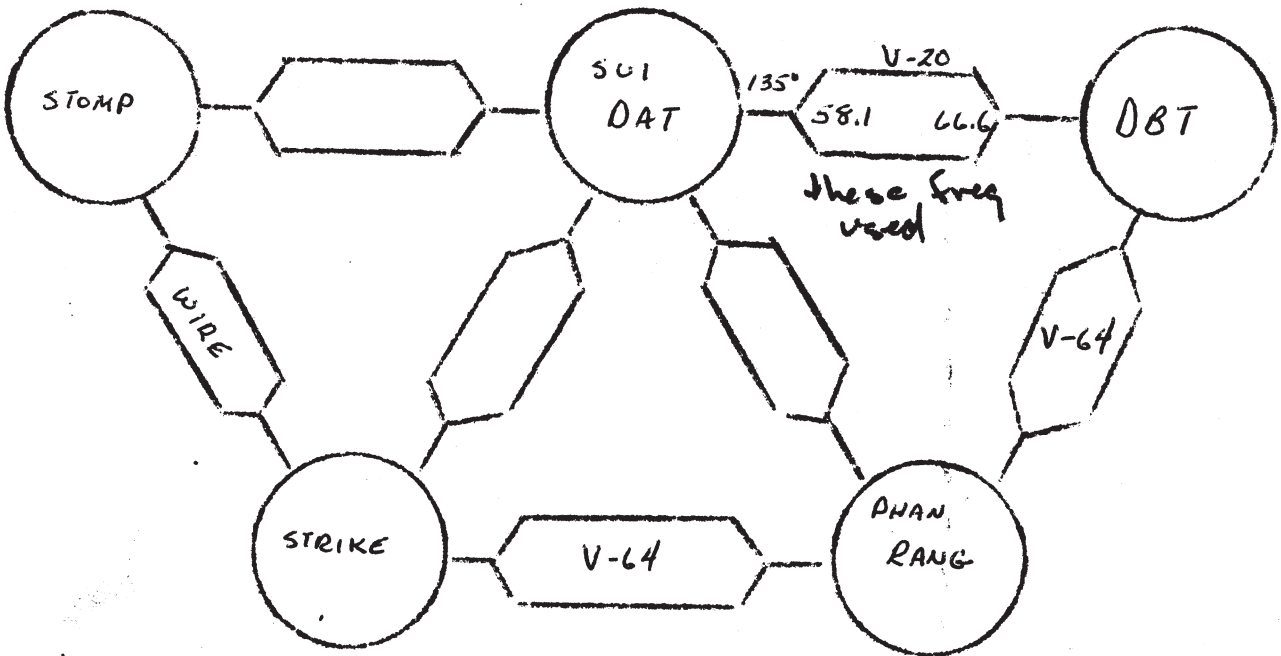 STOMP
SUI
DAT
135°
V-20
58.1
66.6
DBT
these freq
used
WIRE
V-64
STRIKE
V-64
PHAN
RANG